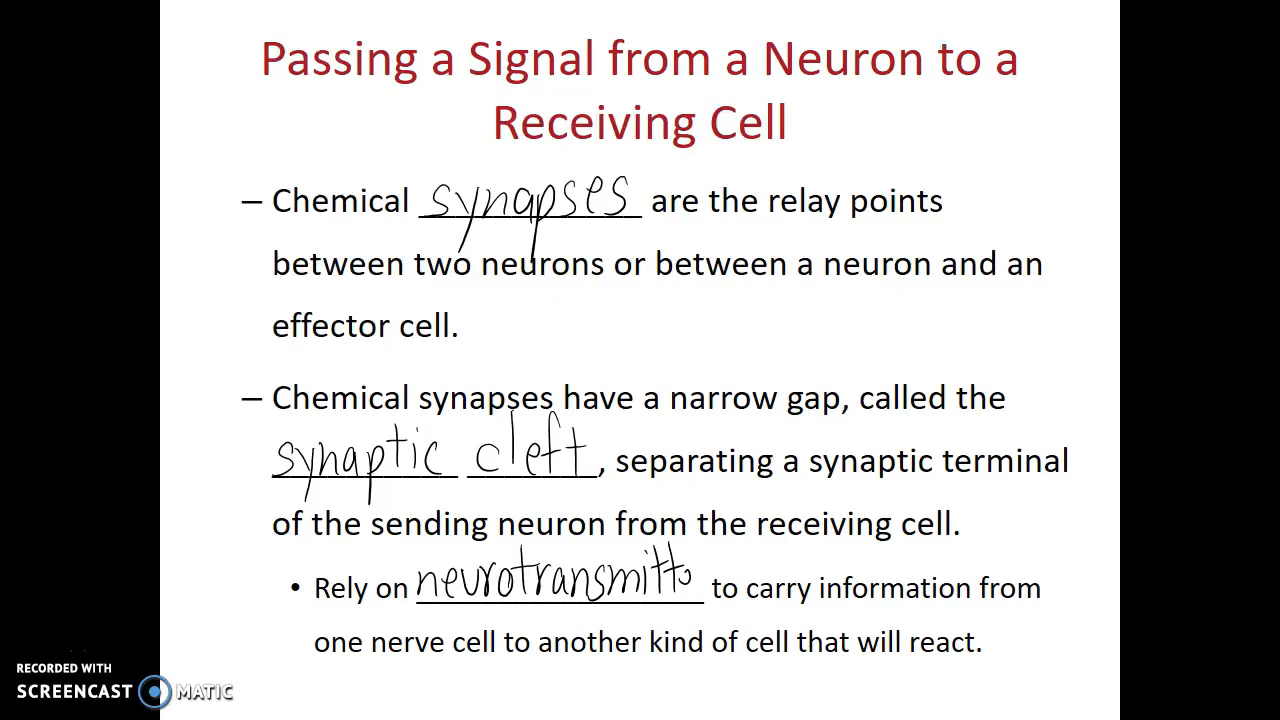 Passing a Signal from a Neuron to a
Receiving Cell
– Chemical synapses are the relay points
between two neurons or between a neuron and an
effector cell.
– Chemical synapses have a narrow gap, called the
synaptic cleft, separating a synaptic terminal
of the sending neuron from the receiving cell.
• Rely on neurotransmitto to carry information from
one nerve cell to another kind of cell that will react.
RECORDED WITH
SCREENCAST MATIC